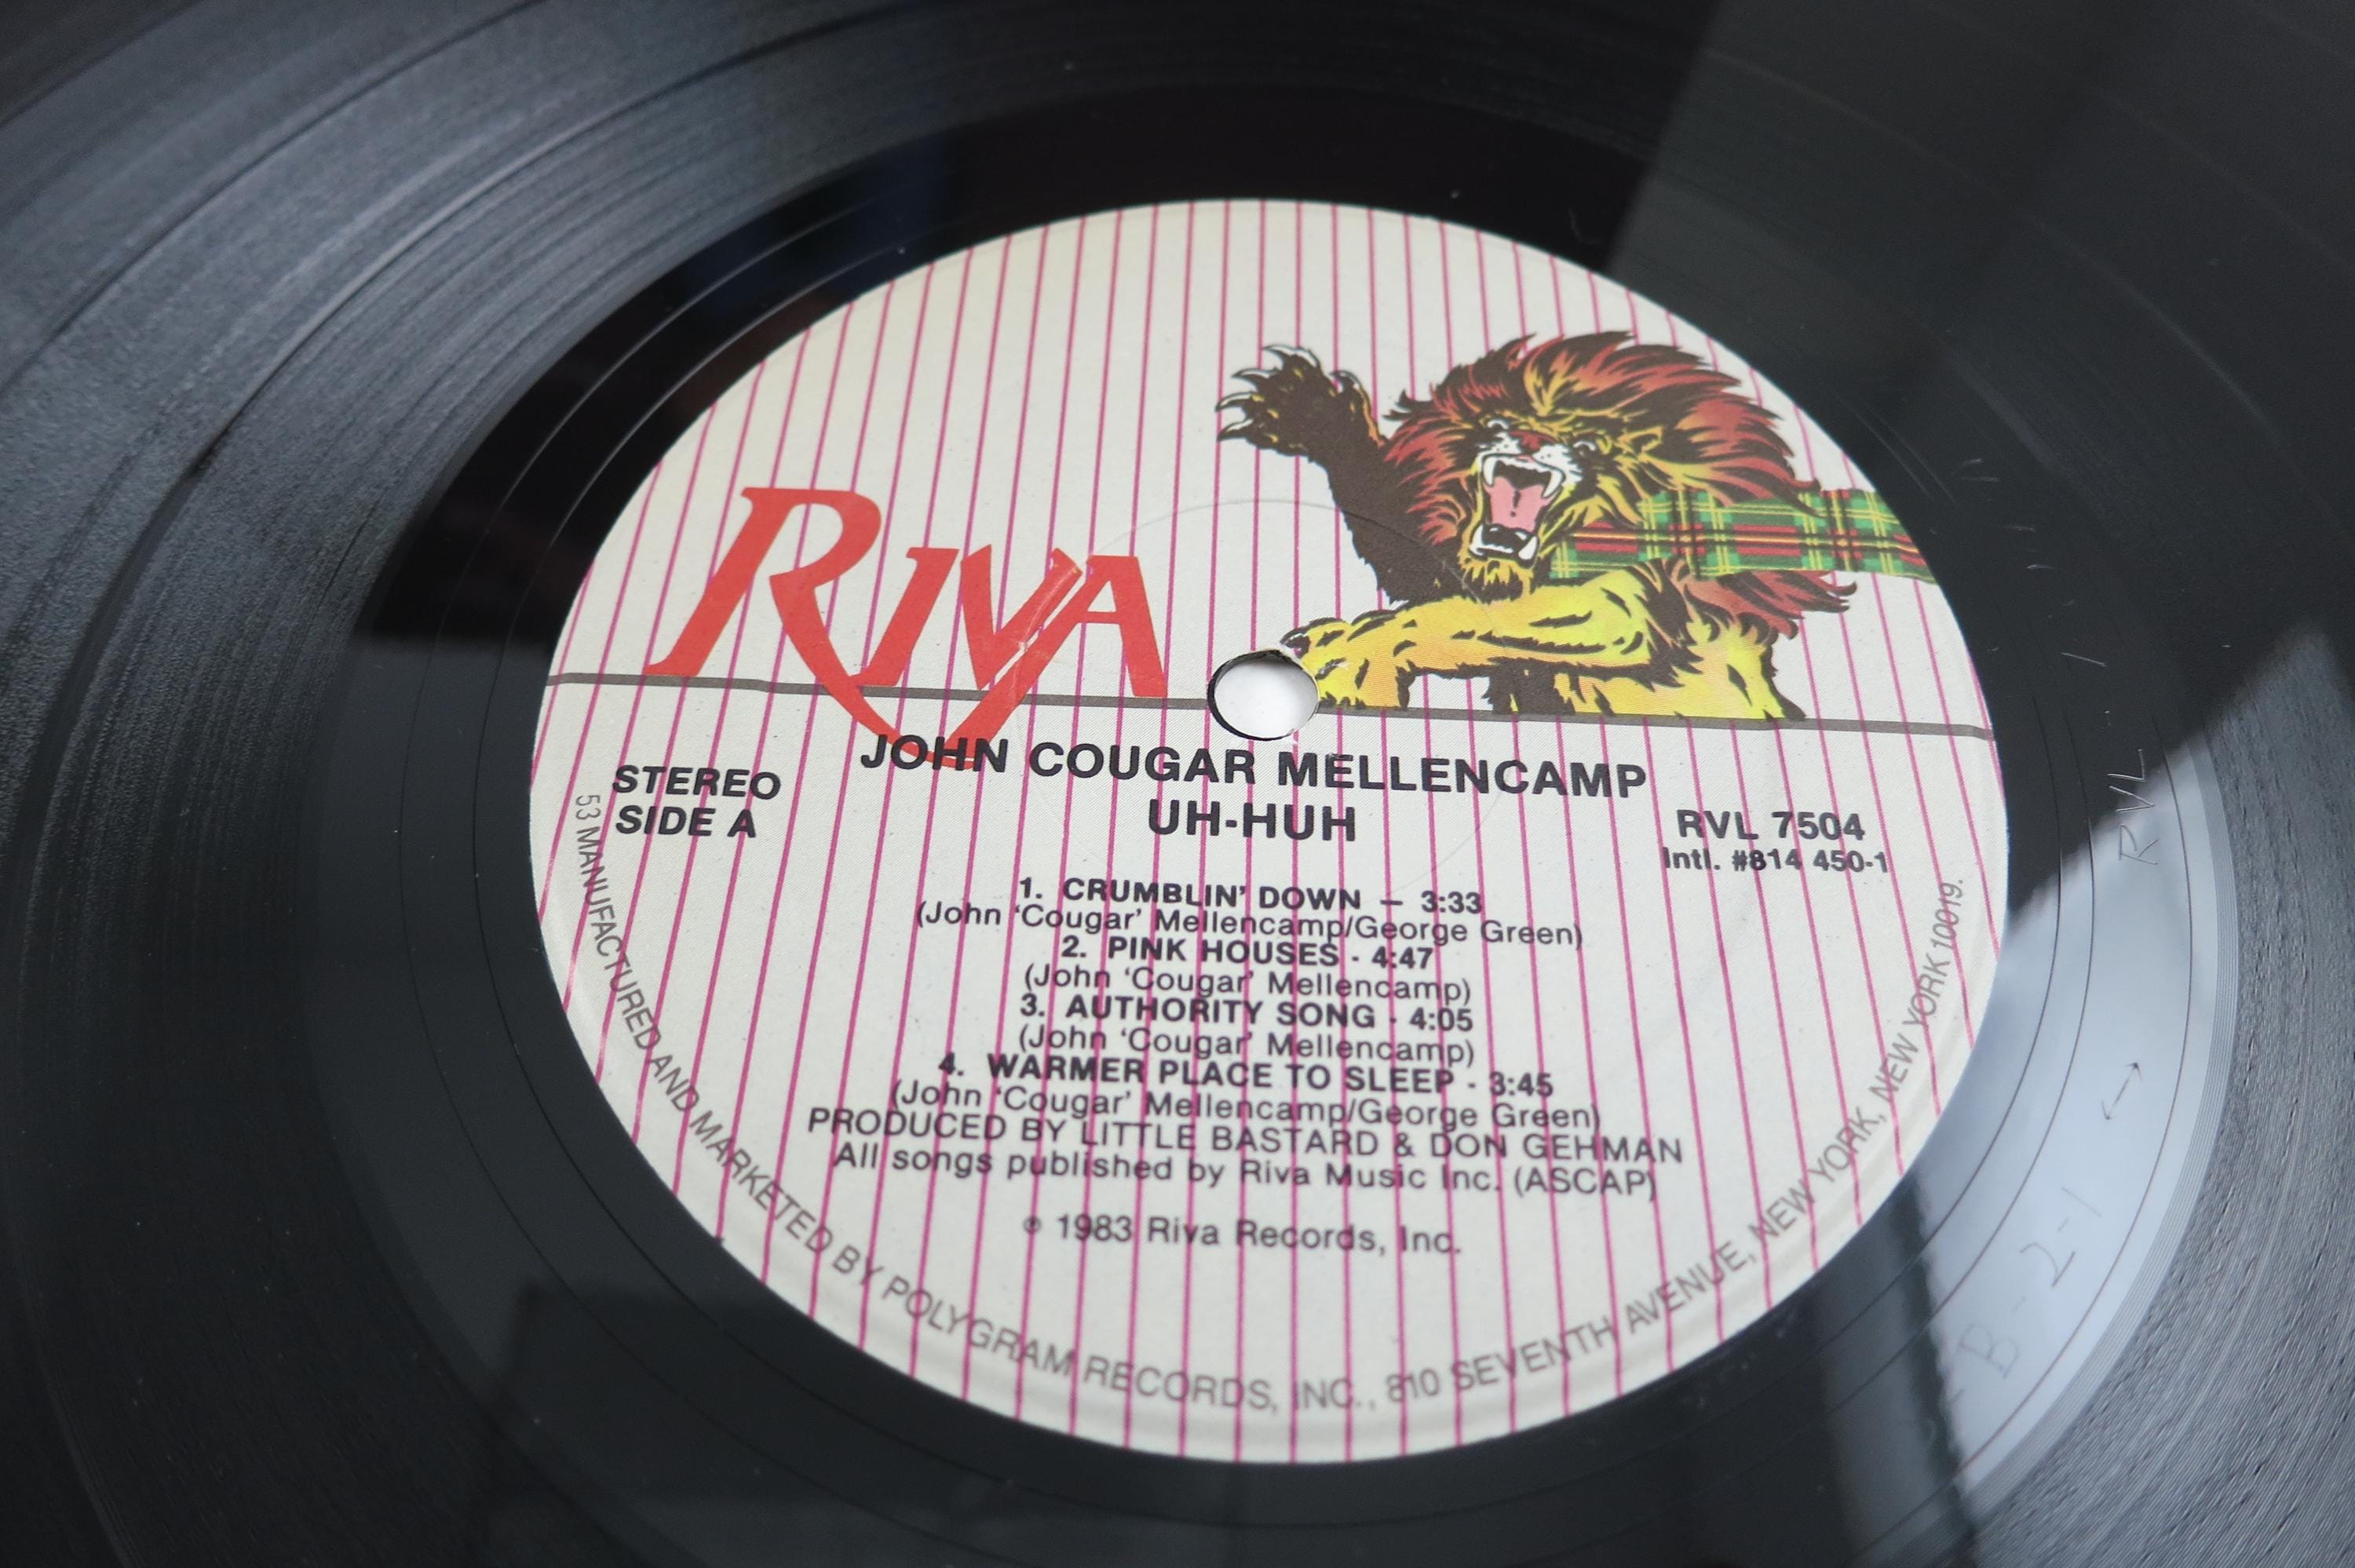 RIVA
JOHN COUGAR MELLENCAMP
UH-HUH
STEREO
SIDE A
RVL 7504
Intl. #814 450-1
1. CRUMBLIN' DOWN – 3:33
(John 'Cougar' Mellencamp/George Green)
2. PINK HOUSES - 4:47
(John 'Cougar' Mellencamp)
3. AUTHORITY SONG - 4:05
(John 'Cougar' Mellencamp)
4. WARMER PLACE TO SLEEP - 3:45
(John 'Cougar' Mellencamp/George Green)
PRODUCED BY LITTLE BASTARD & DON GEHMAN
All songs published by Riva Music Inc. (ASCAP)
℗ 1983 Riva Records, Inc.
53 MANUFACTURED AND MARKETED BY POLYGRAM RECORDS, INC., 810 SEVENTH AVENUE, NEW YORK, NEW YORK 10019.
RVL
B-2-1